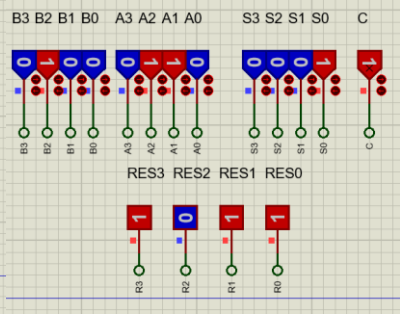 B3 B2 B1 B0 A3 A2 A1 A0 S3 S2 S1 S0 C
0 1 0 0 0 1 1 0 0 0 0 1 1
B3 B2 B1 B0 A3 A2 A1 A0 S3 S2 S1 S0 C
RES3 RES2 RES1 RES0
1 0 1 1
R3 R2 R1 R0